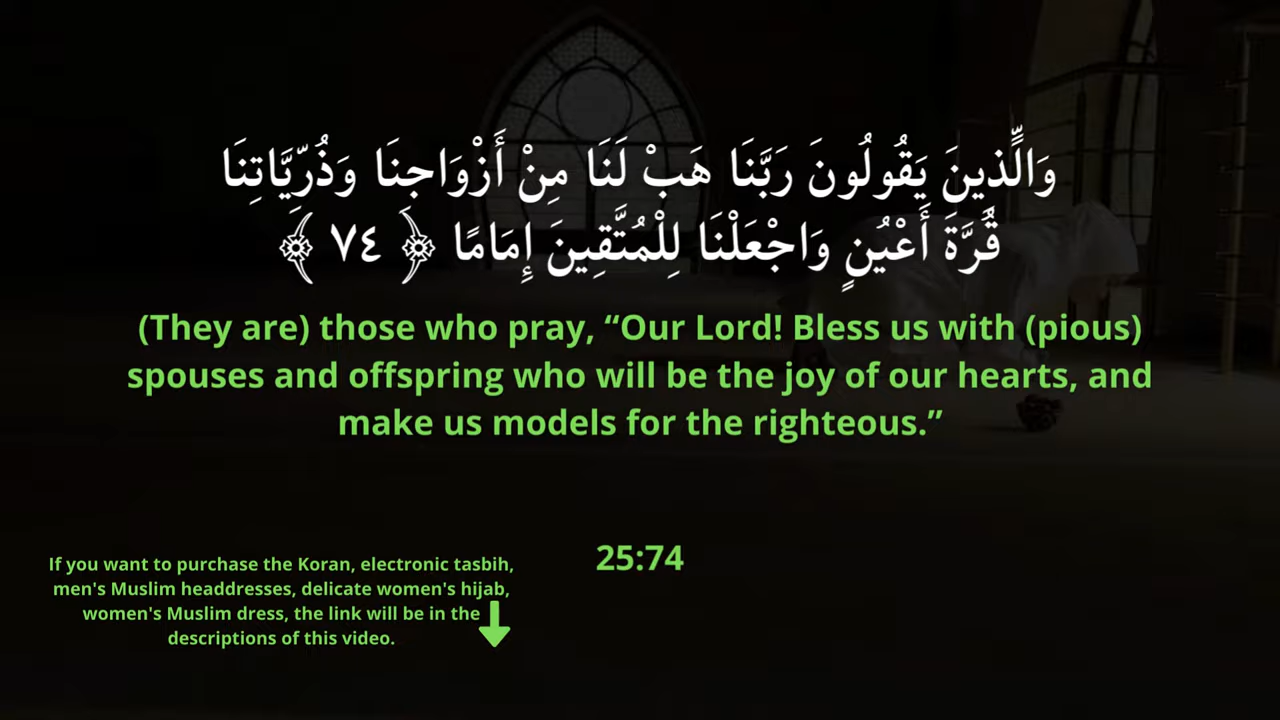 وَالَّذِينَ يَقُولُونَ رَبَّنَا هَبْ لَنَا مِنْ أَزْوَاجِنَا وَذُرِّيَّاتِنَا
قُرَّةَ أَعْيُنٍ وَاجْعَلْنَا لِلْمُتَّقِينَ إِمَامًا ﴿ ٧٤ ﴾
(They are) those who pray, “Our Lord! Bless us with (pious)
spouses and offspring who will be the joy of our hearts, and
make us models for the righteous.”
25:74
If you want to purchase the Koran, electronic tasbih,
men's Muslim headdresses, delicate women's hijab,
women's Muslim dress, the link will be in the
descriptions of this video.